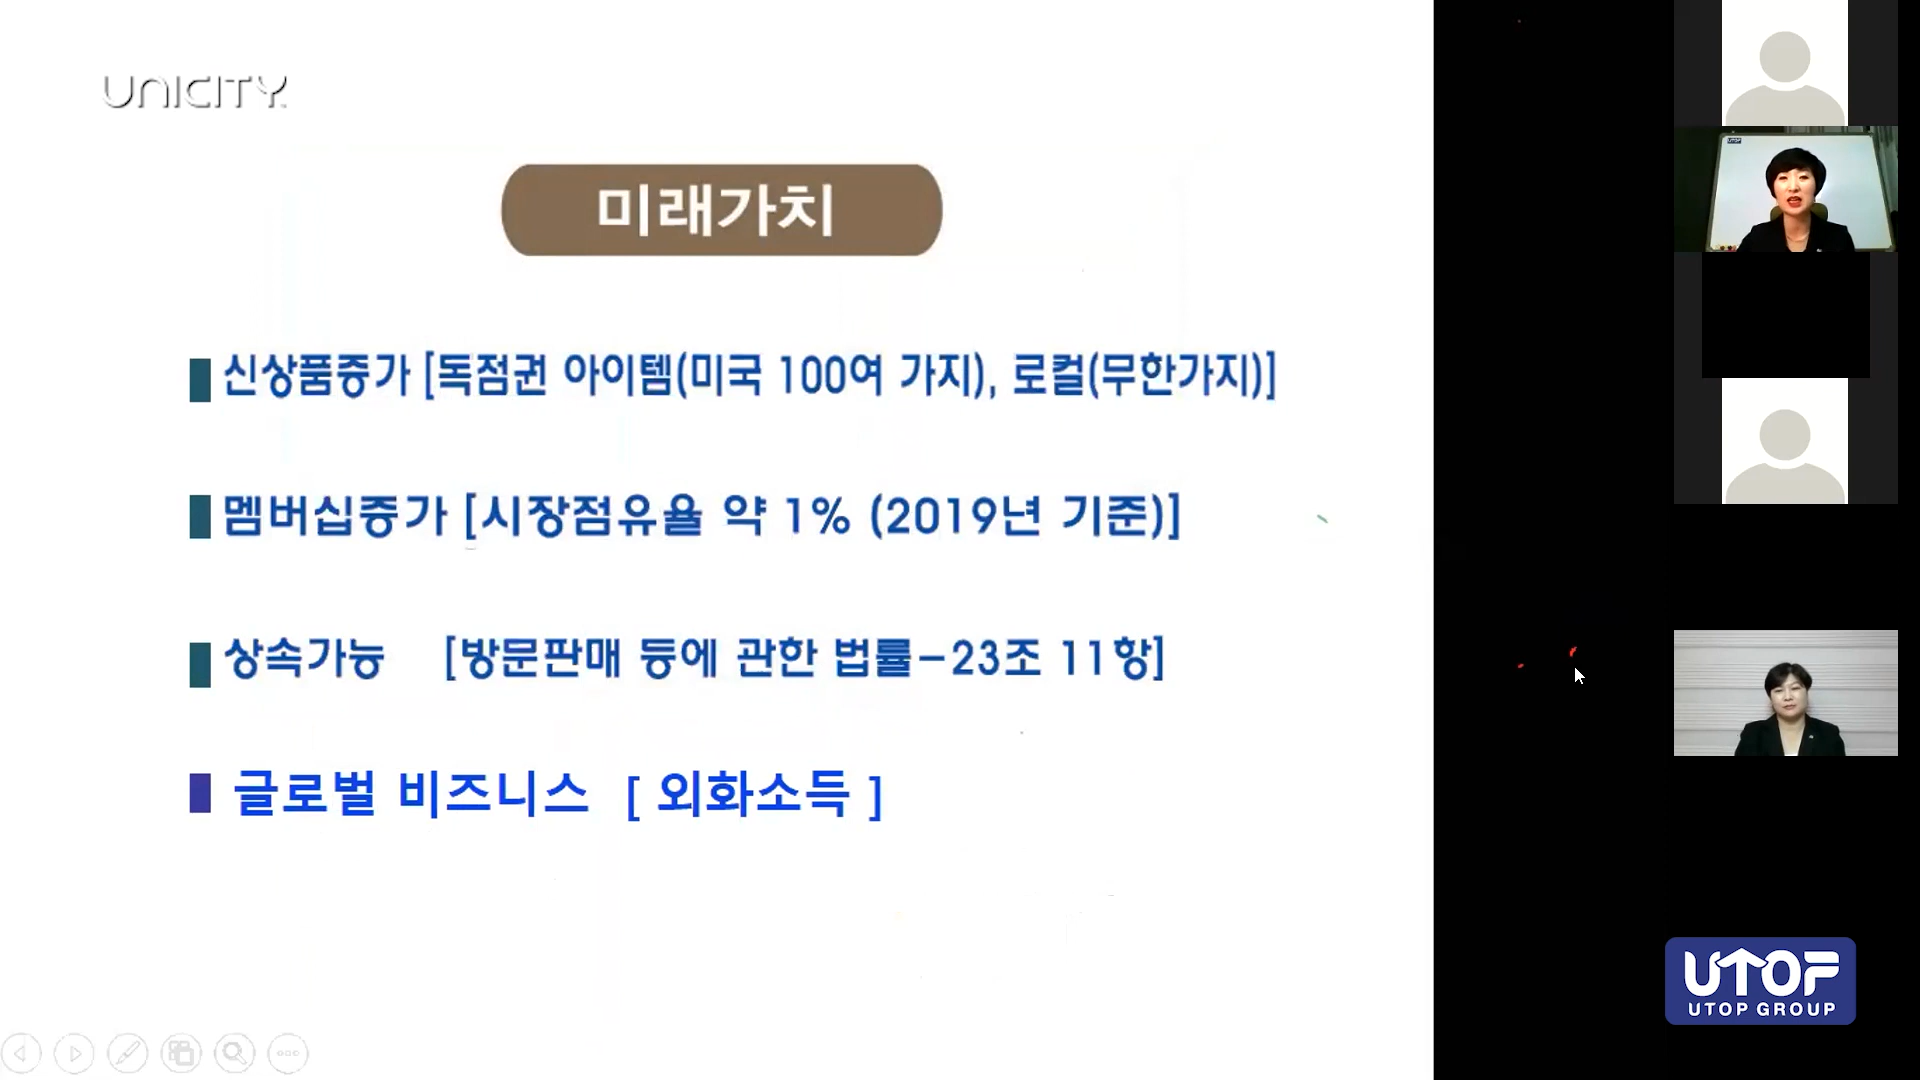 UNICITY
미래가치
신상품증가 [독점권 아이템(미국 100여 가지), 로컬(무한가지)]
멤버십증가 [시장점유율 약 1% (2019년 기준)]
상속가능 [방문판매 등에 관한 법률-23조 11항]
글로벌 비즈니스 [ 외화소득 ]
UTOP
UTOP
UTOP GROUP